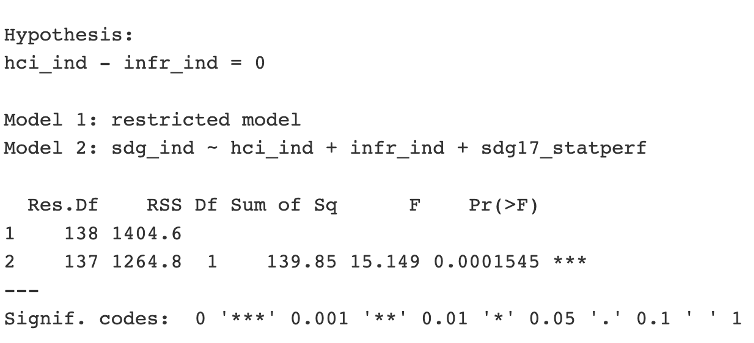 Hypothesis:
hci_ind - infr_ind = 0

Model 1: restricted model
Model 2: sdg_ind ~ hci_ind + infr_ind + sdg17_statperf

  Res.Df    RSS Df Sum of Sq      F    Pr(>F)
1    138 1404.6
2    137 1264.8  1    139.85 15.149 0.0001545 ***
---
Signif. codes:  0 '***' 0.001 '**' 0.01 '*' 0.05 '.' 0.1 ' ' 1